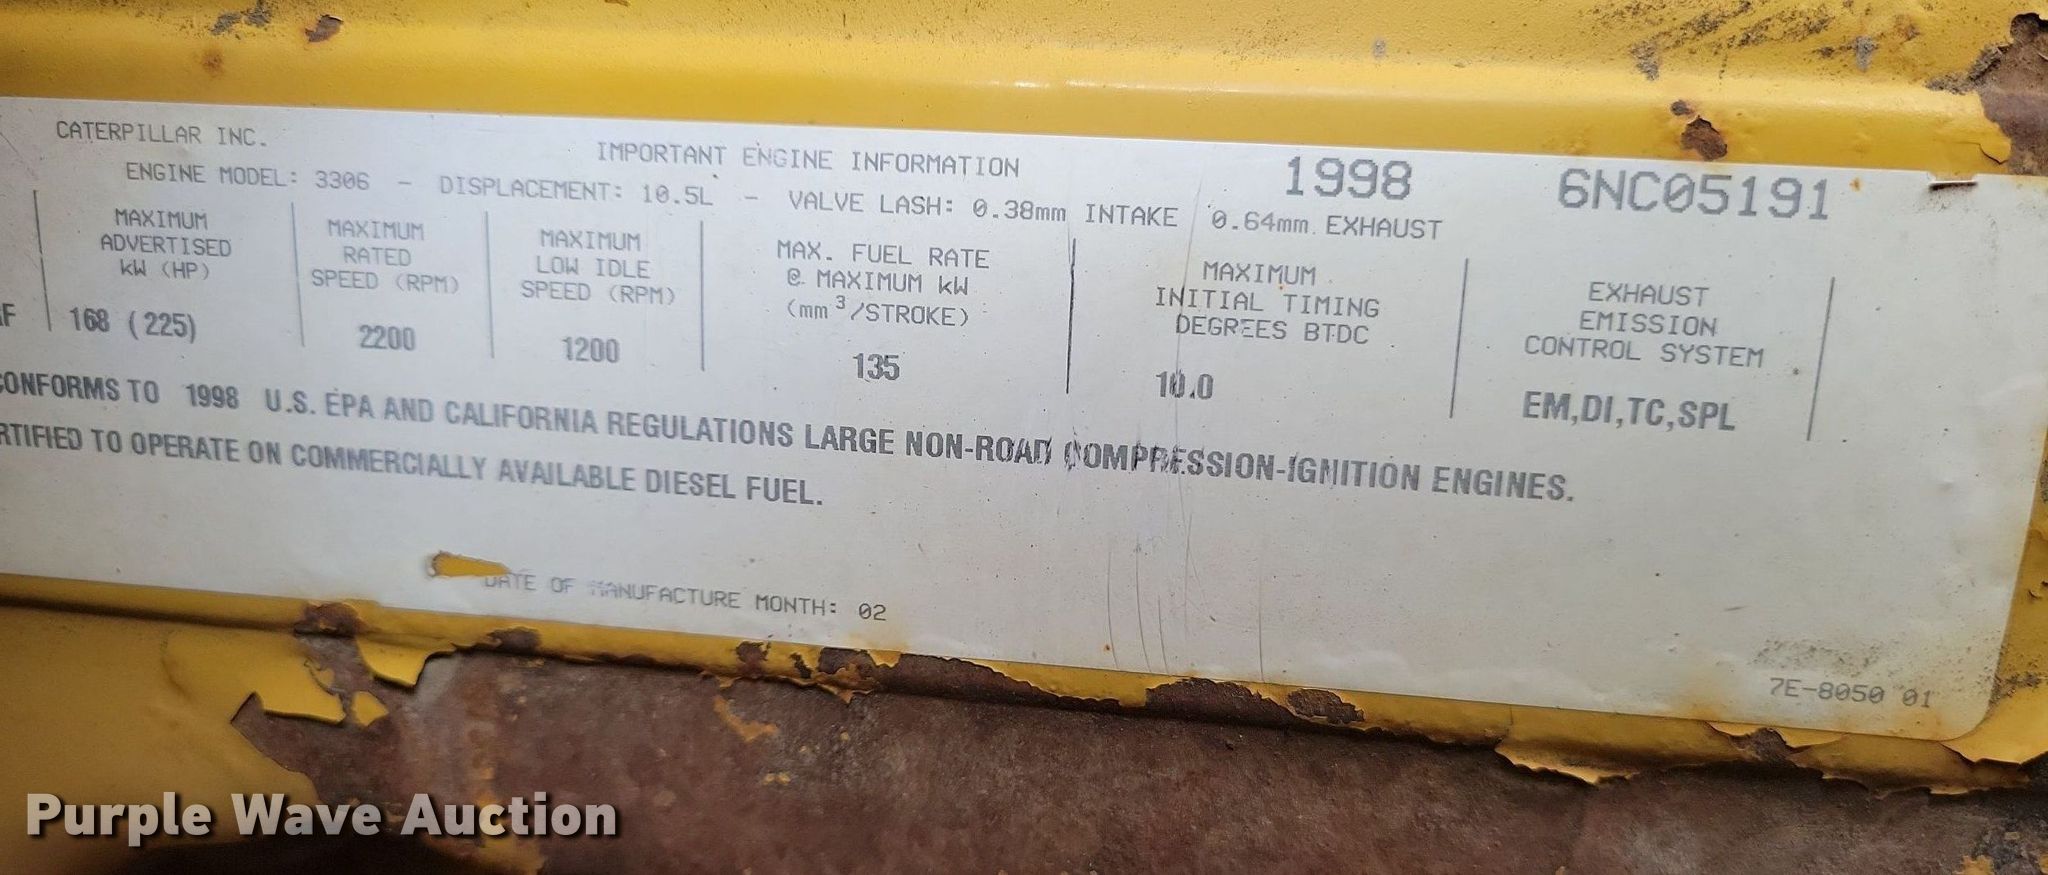 CATERPILLAR INC.
IMPORTANT ENGINE INFORMATION
1998
6NC05191
ENGINE MODEL: 3306 - DISPLACEMENT: 10.5L - VALVE LASH: 0.38mm INTAKE 0.64mm EXHAUST
MAXIMUM
ADVERTISED
kW (HP)
168 (225)
MAXIMUM
RATED
SPEED (RPM)
2200
MAXIMUM
LOW IDLE
SPEED (RPM)
1200
MAX. FUEL RATE
@ MAXIMUM kW
(mm³/STROKE)
135
MAXIMUM
INITIAL TIMING
DEGREES BTDC
10.0
EXHAUST
EMISSION
CONTROL SYSTEM
EM,DI,TC,SPL
CONFORMS TO 1998 U.S. EPA AND CALIFORNIA REGULATIONS LARGE NON-ROAD COMPRESSION-IGNITION ENGINES.
RTIFIED TO OPERATE ON COMMERCIALLY AVAILABLE DIESEL FUEL.
DATE OF MANUFACTURE MONTH: 02
7E-8050 01
Purple Wave Auction